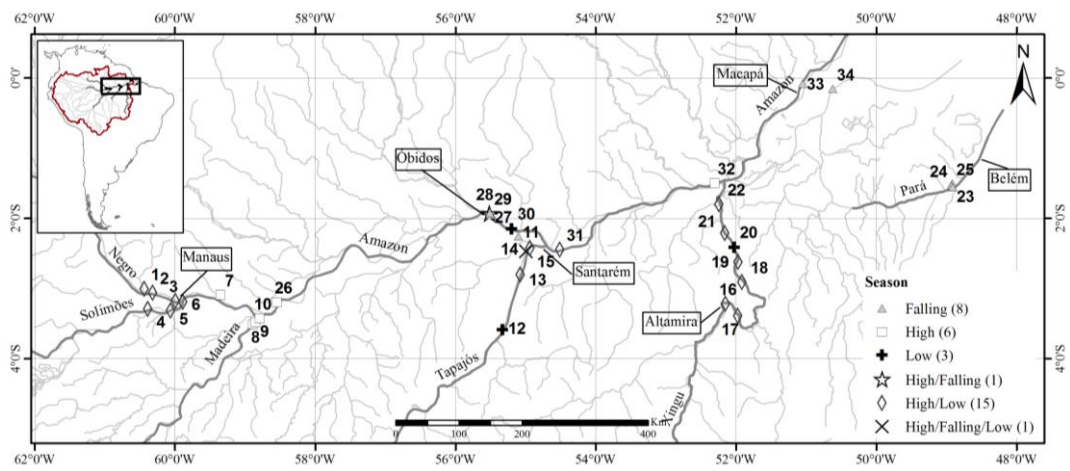 62°0'W 60°0'W 58°0'W 56°0'W 54°0'W 52°0'W 50°0'W 48°0'W
0°0' 0°0'
2°0'S 2°0'S
4°0'S 4°0'S
N
Macapá
Amazon
33
34
Óbidos
32
24
25
Belém
28
29
Pará
23
22
27
30
21
20
11
31
Amazon
14
15
Santarém
19
18
Negro
Manaus
1
2
3
7
13
16
Solimões
6
26
10
4
5
8
9
Madeira
12
Altamira
17
Tapajós
Xingu
Season
Falling (8)
High (6)
Low (3)
High/Falling (1)
High/Low (15)
High/Falling/Low (1)
Km
0 100 200 400
62°0'W 60°0'W 58°0'W 56°0'W 54°0'W 52°0'W 50°0'W 48°0'W